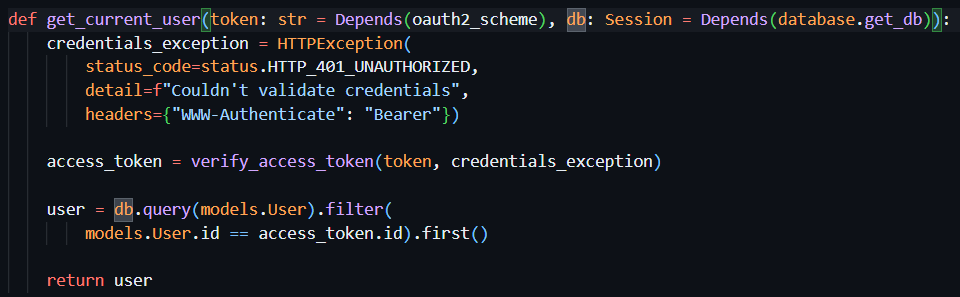 def get_current_user(token: str = Depends(oauth2_scheme), db: Session = Depends(database.get_db)):
    credentials_exception = HTTPException(
        status_code=status.HTTP_401_UNAUTHORIZED,
        detail=f"Couldn't validate credentials",
        headers={"WWW-Authenticate": "Bearer"})

    access_token = verify_access_token(token, credentials_exception)

    user = db.query(models.User).filter(
        models.User.id == access_token.id).first()

    return user